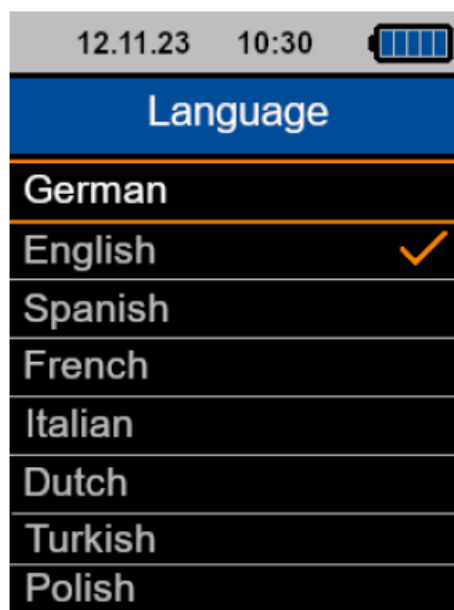 12.11.23 10:30
Language
German
English
Spanish
French
Italian
Dutch
Turkish
Polish